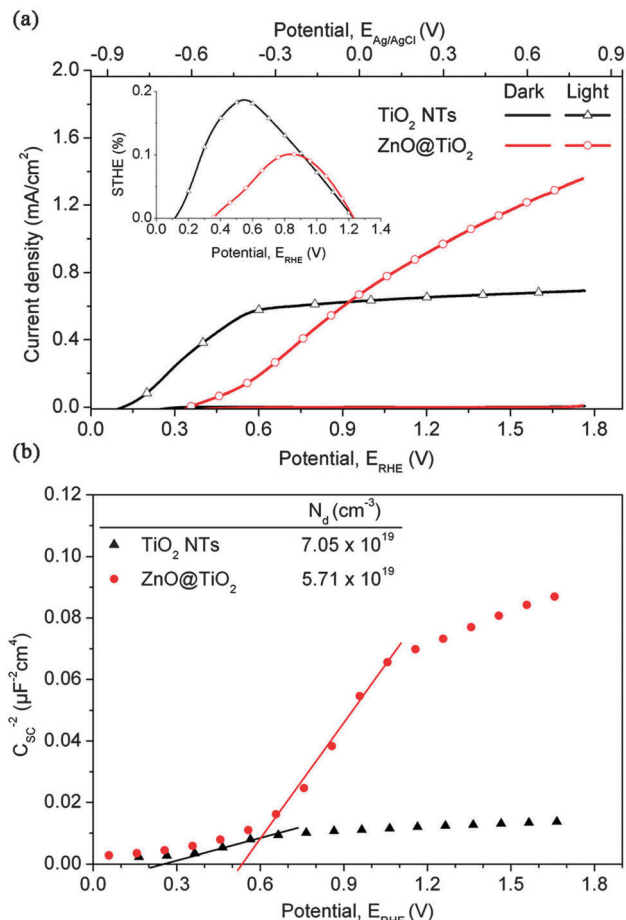 (a)
Potential, E_Ag/AgCl (V)
-0.9 -0.6 -0.3 0.0 0.3 0.6 0.9
2.0
1.6
1.2
0.8
0.4
0.0
Current density (mA/cm²)
Dark Light
TiO₂ NTs
ZnO@TiO₂
0.2
0.1
0.0
STHE (%)
0.0 0.2 0.4 0.6 0.8 1.0 1.2 1.4
Potential, E_RHE (V)
0.0 0.3 0.6 0.9 1.2 1.5 1.8
Potential, E_RHE (V)
(b)
0.12
0.10
0.08
0.06
0.04
0.02
0.00
C_SC⁻² (µF⁻²cm⁴)
N_d (cm⁻³)
TiO₂ NTs 7.05 x 10¹⁹
ZnO@TiO₂ 5.71 x 10¹⁹
0.0 0.3 0.6 0.9 1.2 1.5 1.8
Potential, E_RHE (V)